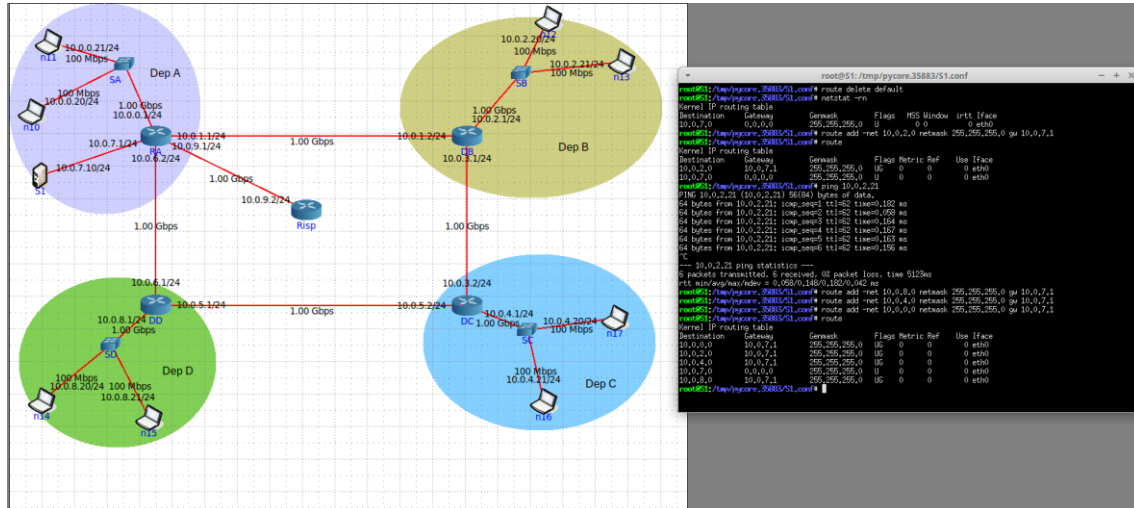 n11
10.0.0.21/24
100 Mbps
SA
Dep A
100 Mbps
10.0.0.20/24
n10
1.00 Gbps
10.0.0.1/24
10.0.1.1/24
RA
10.0.7.1/24
10.0.9.1/24
10.0.6.2/24
10.0.7.10/24
S1
1.00 Gbps
n12
10.0.2.20/24
100 Mbps
10.0.2.21/24
SB
100 Mbps
n13
1.00 Gbps
10.0.2.1/24
10.0.1.2/24
DB
Dep B
10.0.3.1/24
1.00 Gbps
10.0.9.2/24
Risp
1.00 Gbps
1.00 Gbps
10.0.6.1/24
10.0.5.1/24
DD
10.0.8.1/24
1.00 Gbps
SD
1.00 Gbps
Dep D
100 Mbps
10.0.8.20/24
100 Mbps
10.0.8.21/24
n14
n15
10.0.3.2/24
10.0.5.2/24
DC
10.0.4.1/24
1.00 Gbps
10.0.4.20/24
100 Mbps
n17
SC
100 Mbps
10.0.4.21/24
Dep C
n16
root@S1: /tmp/pycore.35883/S1.conf
root@S1:/tmp/pycore.35883/S1.conf# route delete default
root@S1:/tmp/pycore.35883/S1.conf# netstat -rn
Kernel IP routing table
Destination Gateway Genmask Flags MSS Window irtt Iface
10.0.7.0 0.0.0.0 255.255.255.0 U 0 0 0 eth0
root@S1:/tmp/pycore.35883/S1.conf# route add -net 10.0.2.0 netmask 255.255.255.0 gw 10.0.7.1
root@S1:/tmp/pycore.35883/S1.conf# route
Kernel IP routing table
Destination Gateway Genmask Flags Metric Ref Use Iface
10.0.2.0 10.0.7.1 255.255.255.0 UG 0 0 0 eth0
10.0.7.0 0.0.0.0 255.255.255.0 U 0 0 0 eth0
root@S1:/tmp/pycore.35883/S1.conf# ping 10.0.2.21
PING 10.0.2.21 (10.0.2.21) 56(84) bytes of data.
64 bytes from 10.0.2.21: icmp_seq=1 ttl=62 time=0.182 ms
64 bytes from 10.0.2.21: icmp_seq=2 ttl=62 time=0.058 ms
64 bytes from 10.0.2.21: icmp_seq=3 ttl=62 time=0.164 ms
64 bytes from 10.0.2.21: icmp_seq=4 ttl=62 time=0.167 ms
64 bytes from 10.0.2.21: icmp_seq=5 ttl=62 time=0.163 ms
64 bytes from 10.0.2.21: icmp_seq=6 ttl=62 time=0.156 ms
^C
--- 10.0.2.21 ping statistics ---
6 packets transmitted, 6 received, 0% packet loss, time 5123ms
rtt min/avg/max/mdev = 0.058/0.148/0.182/0.042 ms
root@S1:/tmp/pycore.35883/S1.conf# route add -net 10.0.8.0 netmask 255.255.255.0 gw 10.0.7.1
root@S1:/tmp/pycore.35883/S1.conf# route add -net 10.0.4.0 netmask 255.255.255.0 gw 10.0.7.1
root@S1:/tmp/pycore.35883/S1.conf# route add -net 10.0.0.0 netmask 255.255.255.0 gw 10.0.7.1
root@S1:/tmp/pycore.35883/S1.conf# route
Kernel IP routing table
Destination Gateway Genmask Flags Metric Ref Use Iface
10.0.0.0 10.0.7.1 255.255.255.0 UG 0 0 0 eth0
10.0.2.0 10.0.7.1 255.255.255.0 UG 0 0 0 eth0
10.0.4.0 10.0.7.1 255.255.255.0 UG 0 0 0 eth0
10.0.7.0 0.0.0.0 255.255.255.0 U 0 0 0 eth0
10.0.8.0 10.0.7.1 255.255.255.0 UG 0 0 0 eth0
root@S1:/tmp/pycore.35883/S1.conf#